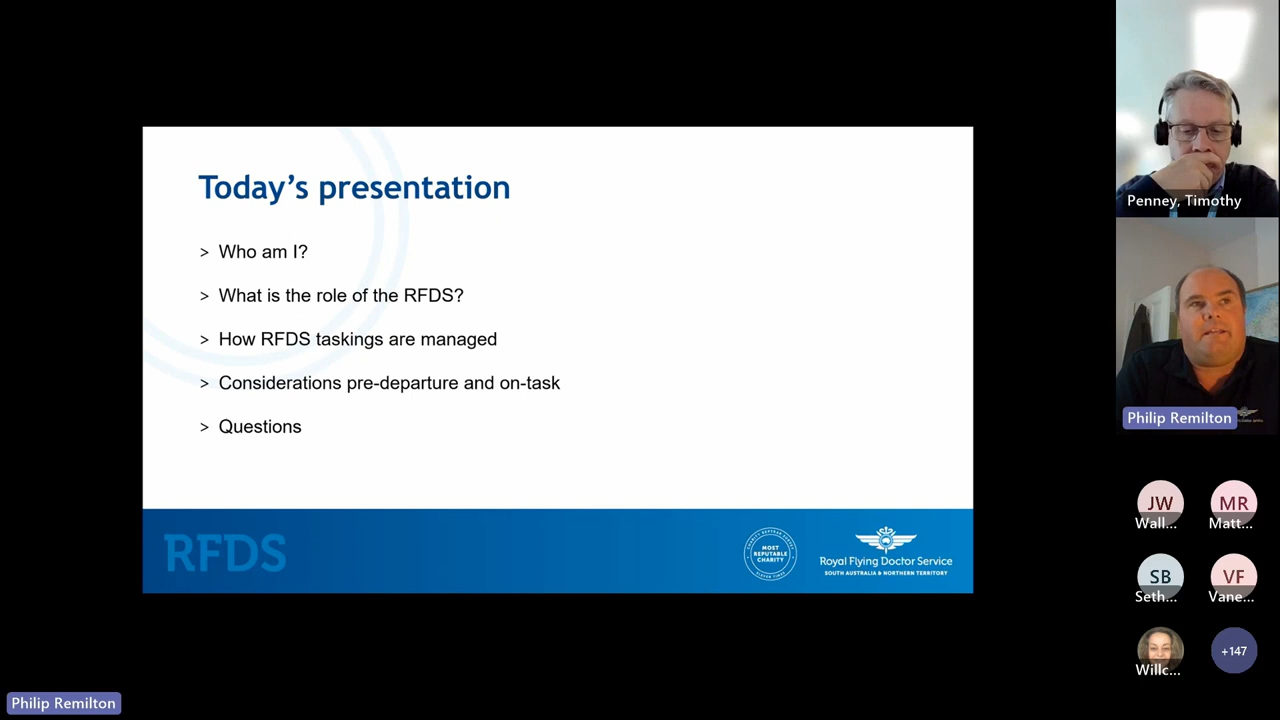 Today's presentation
> Who am I?
> What is the role of the RFDS?
> How RFDS taskings are managed
> Considerations pre-departure and on-task
> Questions
RFDS
MOST
REPUTABLE
CHARITY
Royal Flying Doctor Service
SOUTH AUSTRALIA & NORTHERN TERRITORY
Penney, Timothy
Philip Remilton
JW
Wall...
MR
Matt...
SB
Seth...
VF
Vane...
Willc...
+147
Philip Remilton